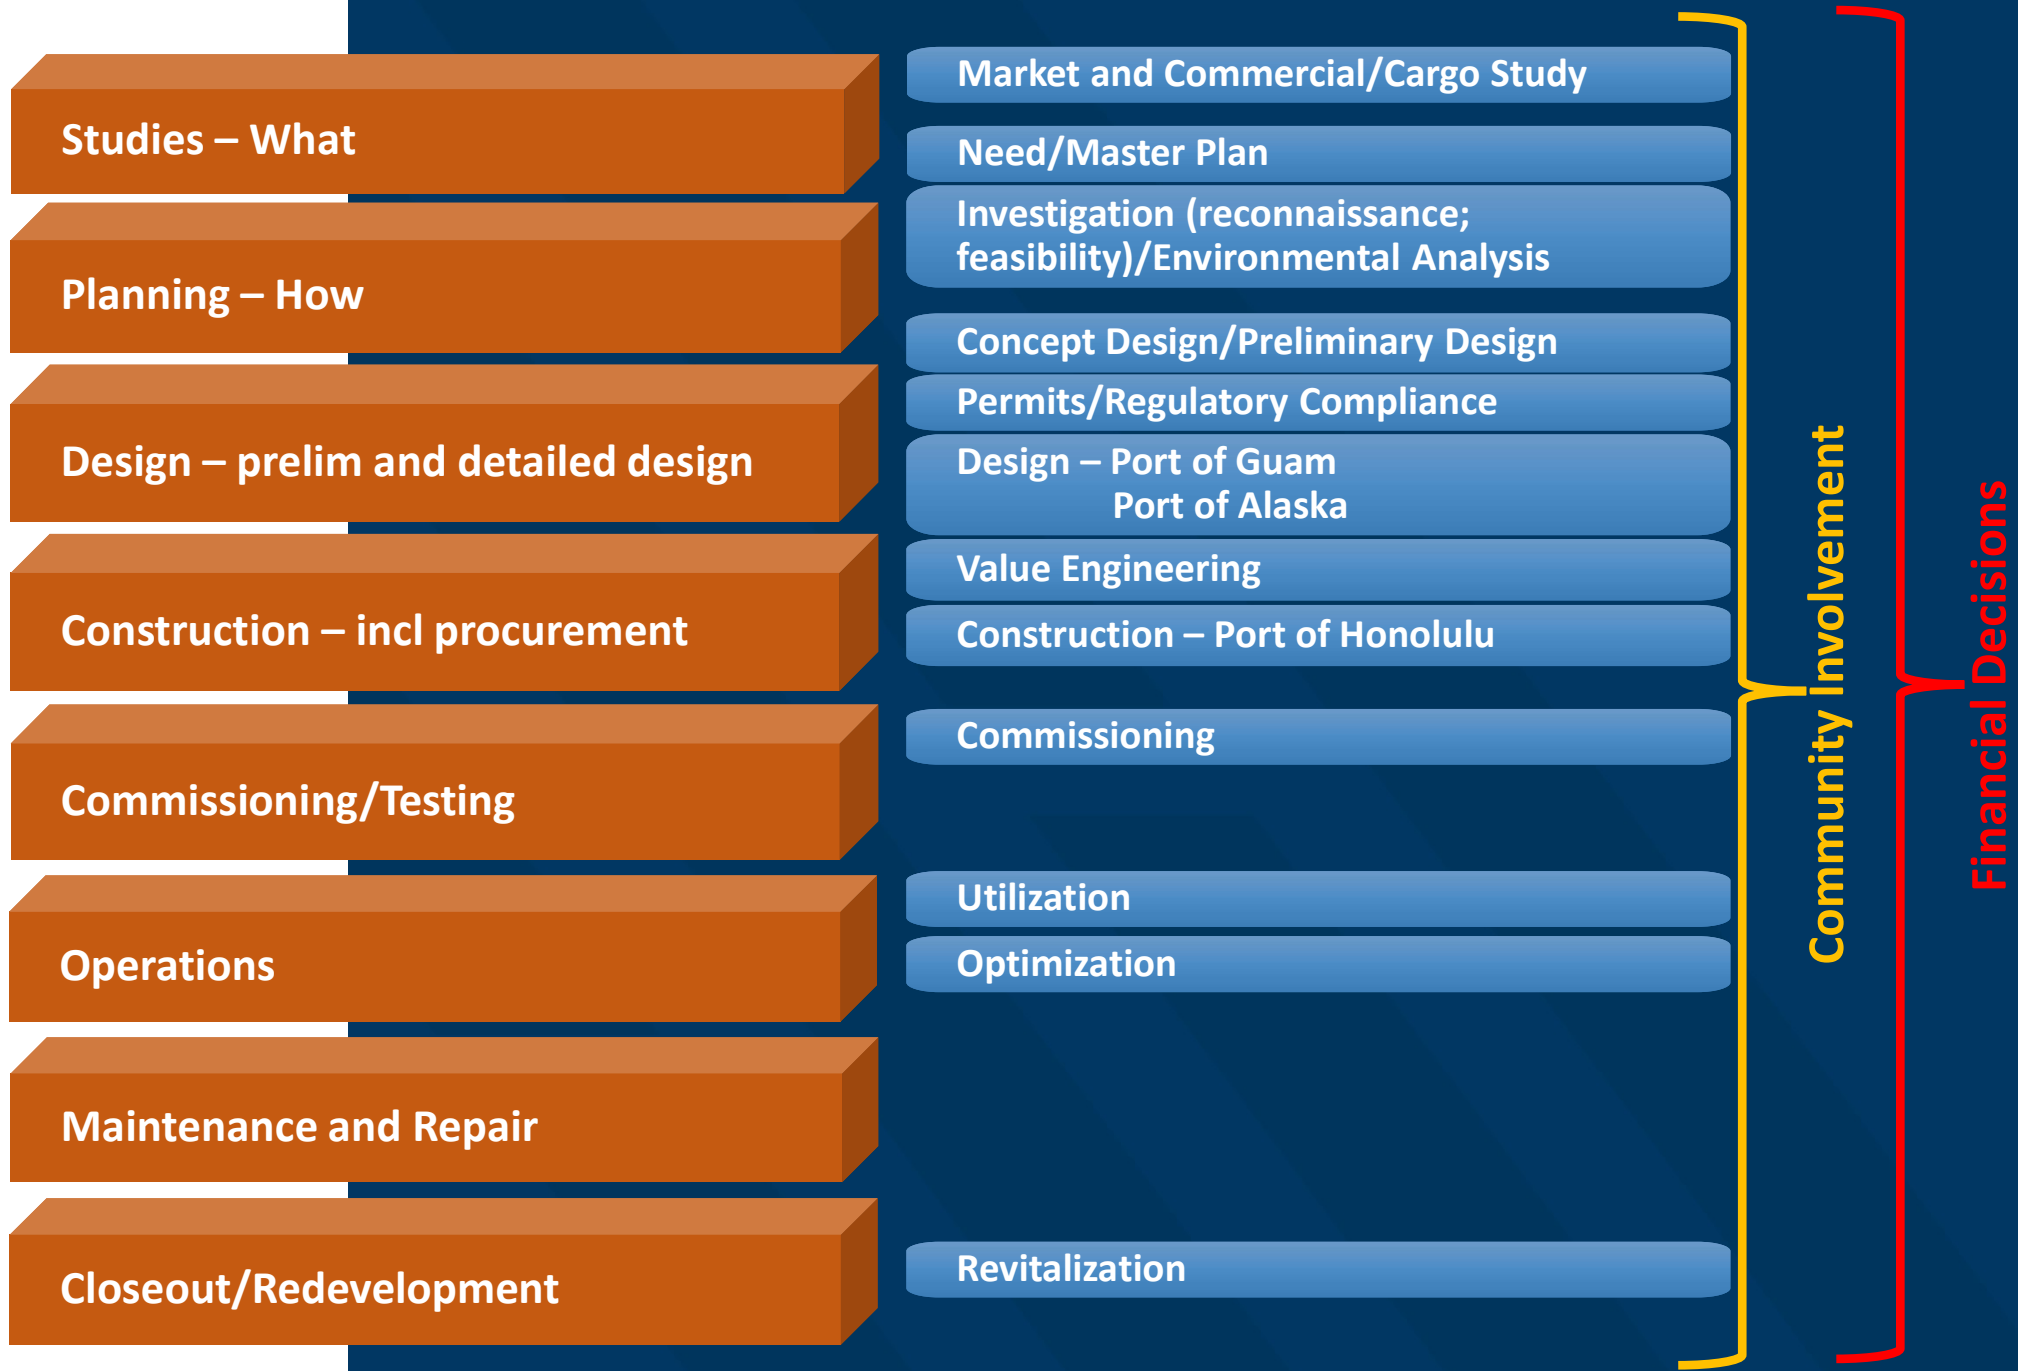 Studies – What
Planning – How
Design – prelim and detailed design
Construction – incl procurement
Commissioning/Testing
Operations
Maintenance and Repair
Closeout/Redevelopment
Market and Commercial/Cargo Study
Need/Master Plan
Investigation (reconnaissance;
feasibility)/Environmental Analysis
Concept Design/Preliminary Design
Permits/Regulatory Compliance
Design – Port of Guam
Port of Alaska
Value Engineering
Construction – Port of Honolulu
Commissioning
Utilization
Optimization
Revitalization
Community Involvement
Financial Decisions